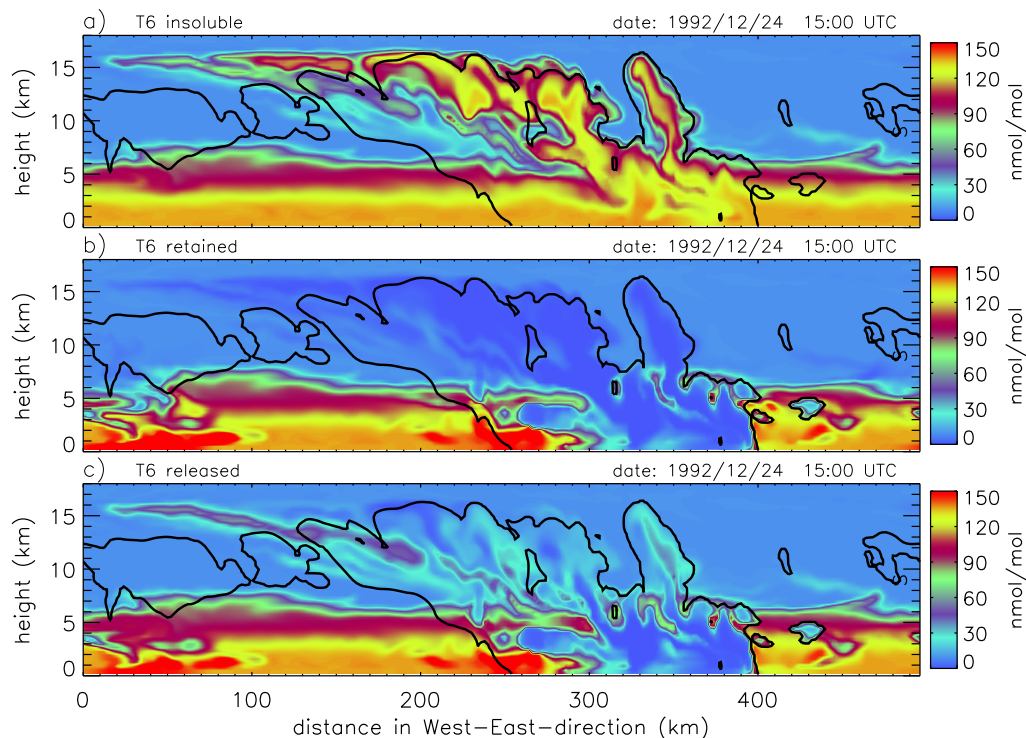 a) T6 insoluble date: 1992/12/24 15:00 UTC
15
10
5
0
height (km)
150
120
90
60
30
0
nmol/mol
b) T6 retained date: 1992/12/24 15:00 UTC
15
10
5
0
height (km)
150
120
90
60
30
0
nmol/mol
c) T6 released date: 1992/12/24 15:00 UTC
15
10
5
0
height (km)
150
120
90
60
30
0
nmol/mol
0 100 200 300 400
distance in West-East-direction (km)